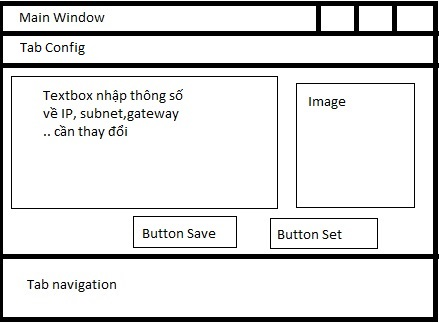 Main Window
Tab Config
Textbox nhập thông số
về IP, subnet,gateway
.. cần thay đổi
Image
Button Save
Button Set
Tab navigation